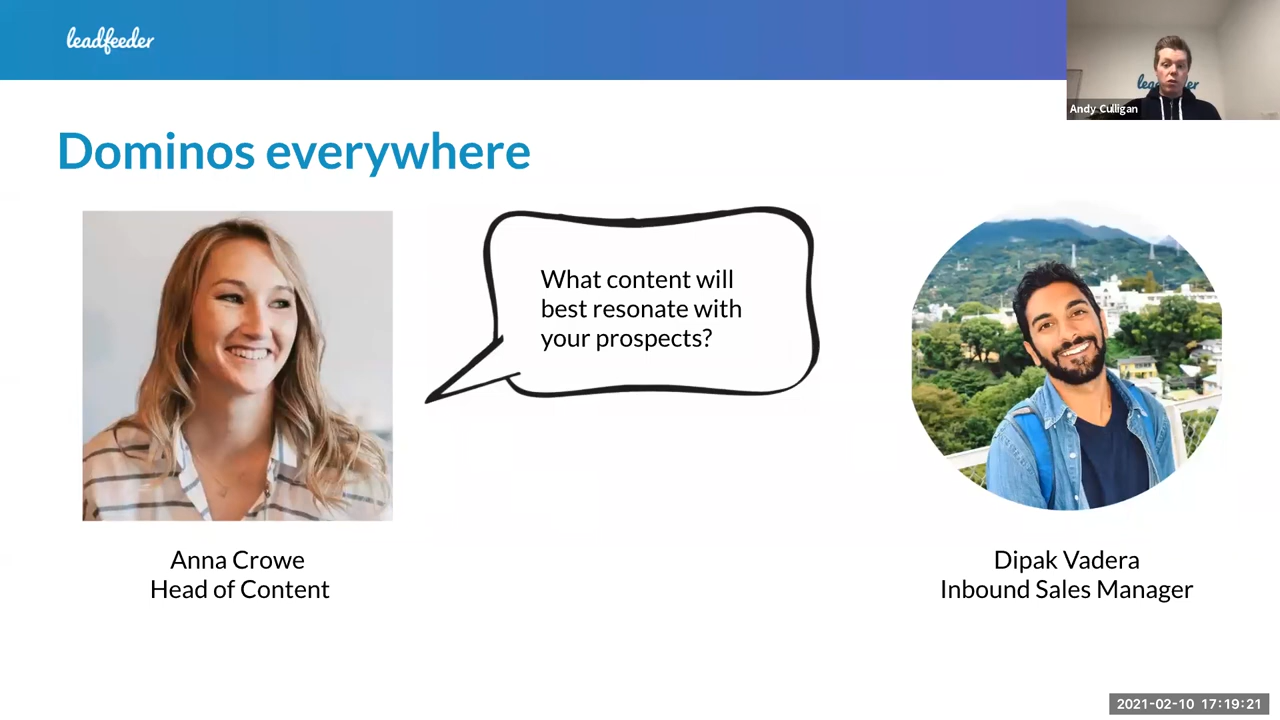 leadfeeder
leadfeeder
Andy Culligan
Dominos everywhere
What content will
best resonate with
your prospects?
Anna Crowe
Head of Content
Dipak Vadera
Inbound Sales Manager
2021-02-10 17:19:21